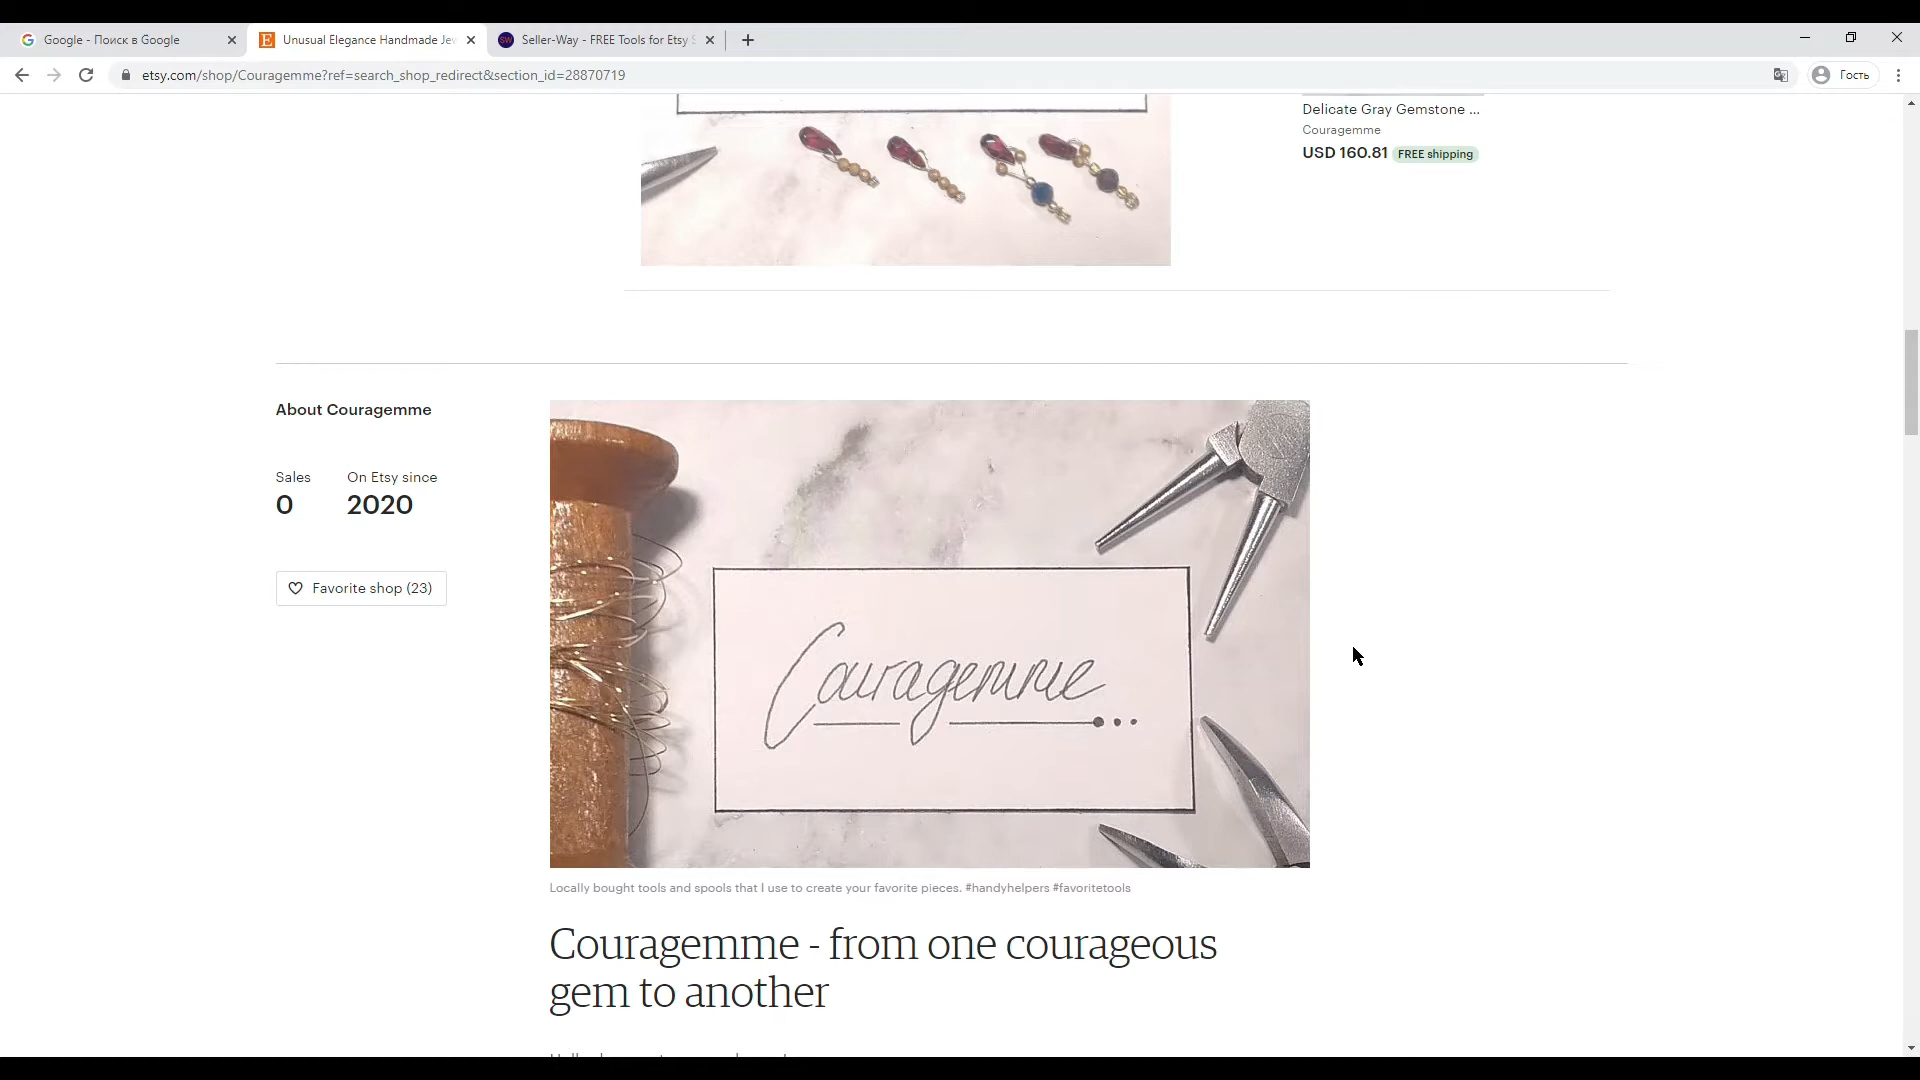 Google - Поиск в Google
Unusual Elegance Handmade Jew
Seller-Way - FREE Tools for Etsy S
etsy.com/shop/Couragemme?ref=search_shop_redirect&section_id=28870719
Гость
Delicate Gray Gemstone ...
Couragemme
USD 160.81 FREE shipping
About Couragemme
Sales
On Etsy since
0
2020
Favorite shop (23)
Couragemme
Locally bought tools and spools that I use to create your favorite pieces. #handyhelpers #favoritetools
Couragemme - from one courageous
gem to another